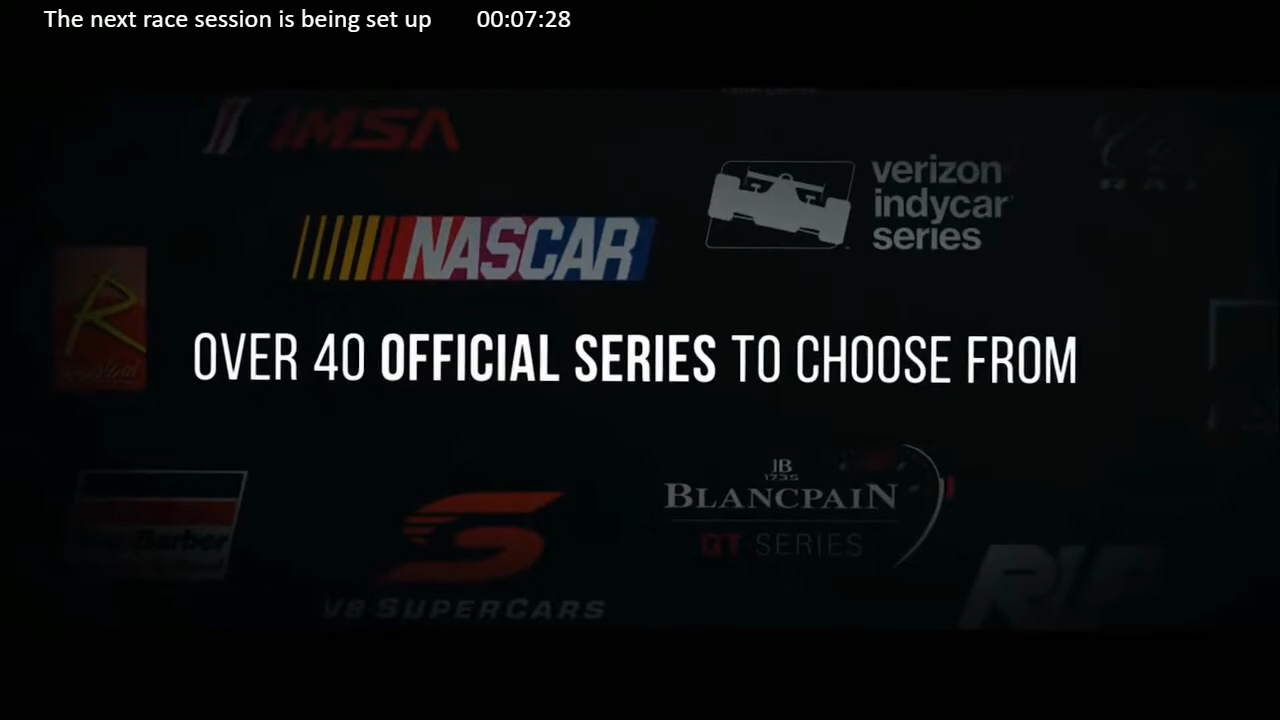 The next race session is being set up 00:07:28
IMSA
verizon
indycar
series
NASCAR
R
OVER 40 OFFICIAL SERIES TO CHOOSE FROM
JB
1735
BLANCPAIN
GT SERIES
Barber
V8 SUPERCARS